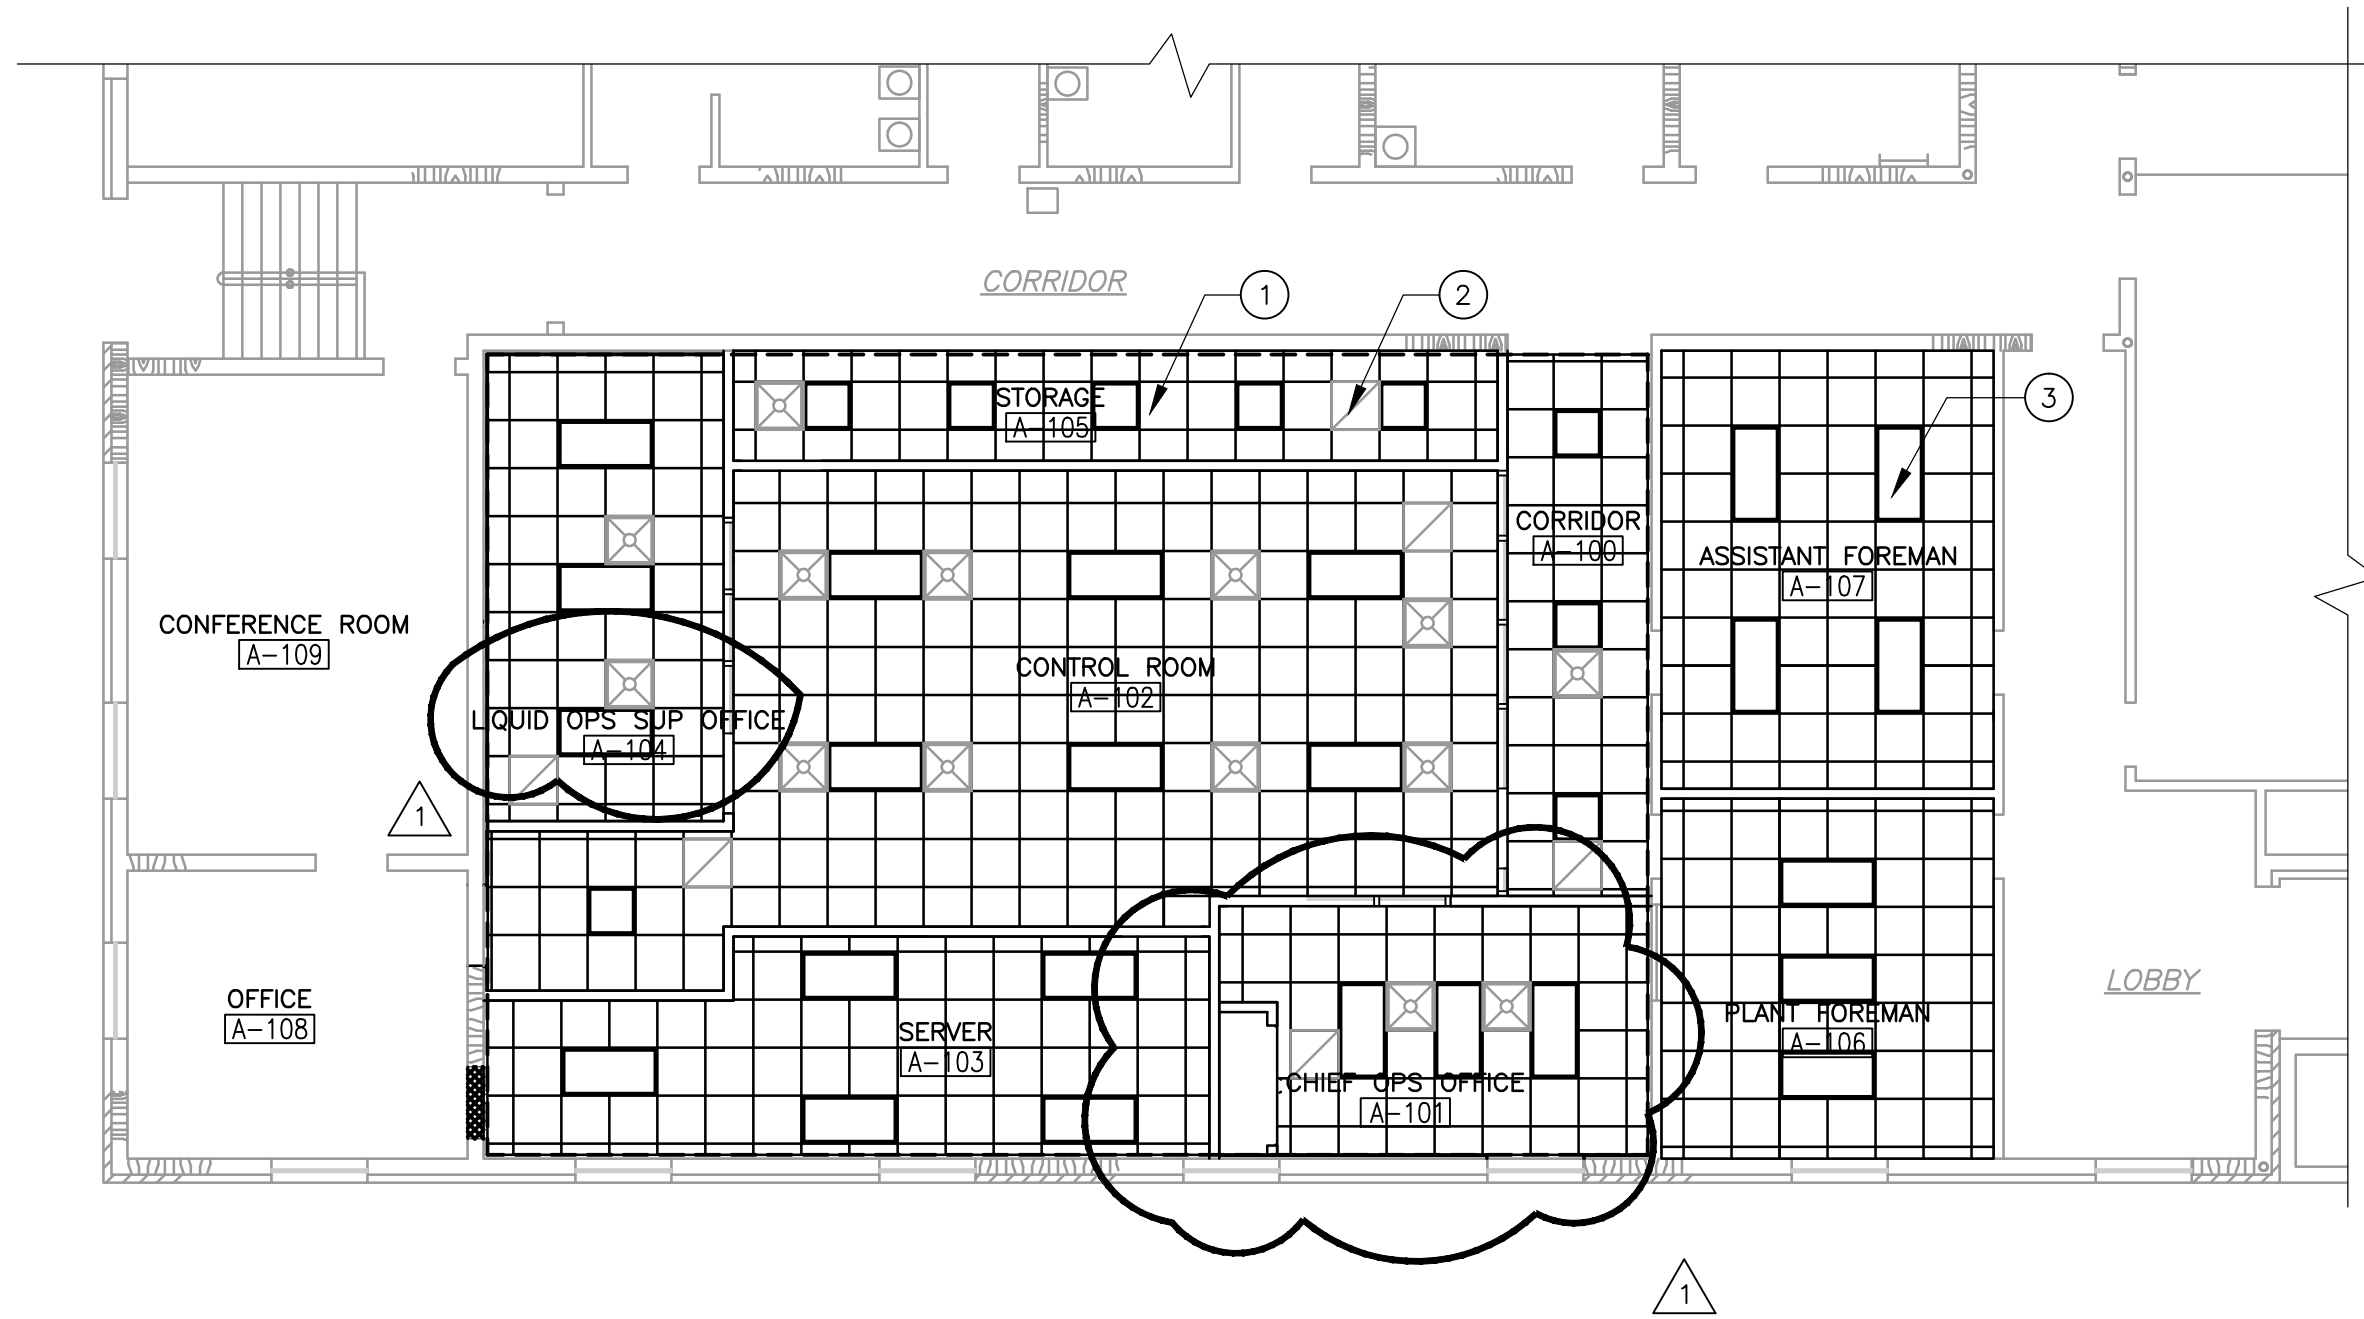 CORRIDOR
1
2
3
STORAGE
A-105
CORRIDOR
A-100
ASSISTANT FOREMAN
A-107
CONFERENCE ROOM
A-109
CONTROL ROOM
A-102
LIQUID OPS SUP OFFICE
A-104
1
LOBBY
OFFICE
A-108
PLANT FOREMAN
A-106
SERVER
A-103
CHIEF OPS OFFICE
A-101
1